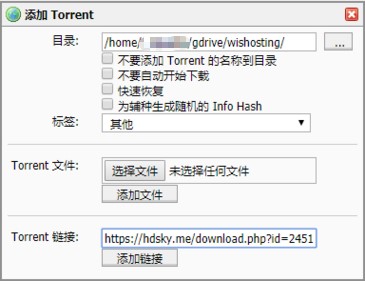 添加 Torrent
目录: /home/ /gdrive/wishosting/ ...
不要添加 Torrent 的名称到目录
不要自动开始下载
快速恢复
为辅种生成随机的 Info Hash
标签: 其他
Torrent 文件: 选择文件 未选择任何文件
添加文件
Torrent 链接: https://hdsky.me/download.php?id=2451
添加链接